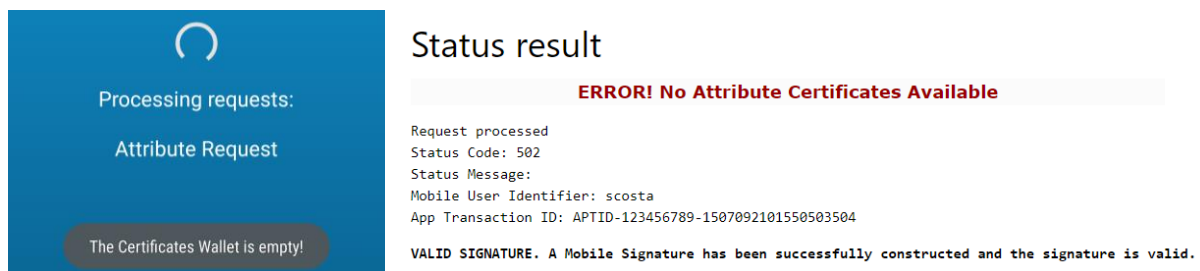 Processing requests:
Attribute Request
The Certificates Wallet is empty!
Status result
ERROR! No Attribute Certificates Available
Request processed
Status Code: 502
Status Message:
Mobile User Identifier: scosta
App Transaction ID: APTID-123456789-1507092101550503504
VALID SIGNATURE. A Mobile Signature has been successfully constructed and the signature is valid.